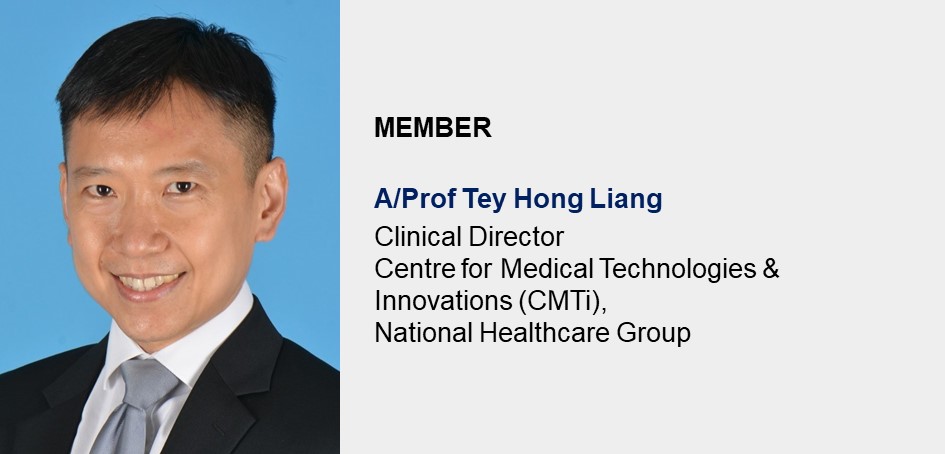 MEMBER
A/Prof Tey Hong Liang
Clinical Director
Centre for Medical Technologies &
Innovations (CMTi),
National Healthcare Group